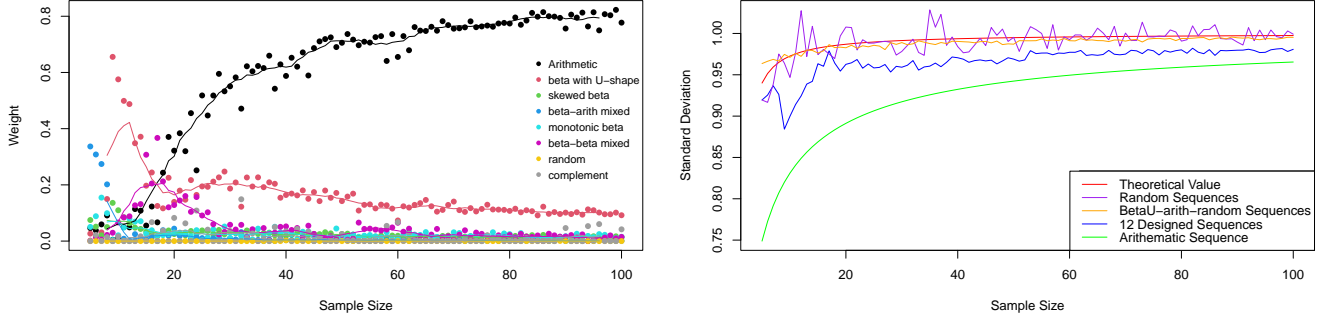 Weight
0.8
0.6
0.4
0.2
0.0
20
40
60
80
100
Sample Size
Arithmetic
beta with U−shape
skewed beta
beta−arith mixed
monotonic beta
beta−beta mixed
random
complement
Standard Deviation
1.00
0.95
0.90
0.85
0.80
0.75
20
40
60
80
100
Sample Size
Theoretical Value
Random Sequences
BetaU−arith−random Sequences
12 Designed Sequences
Arithematic Sequence